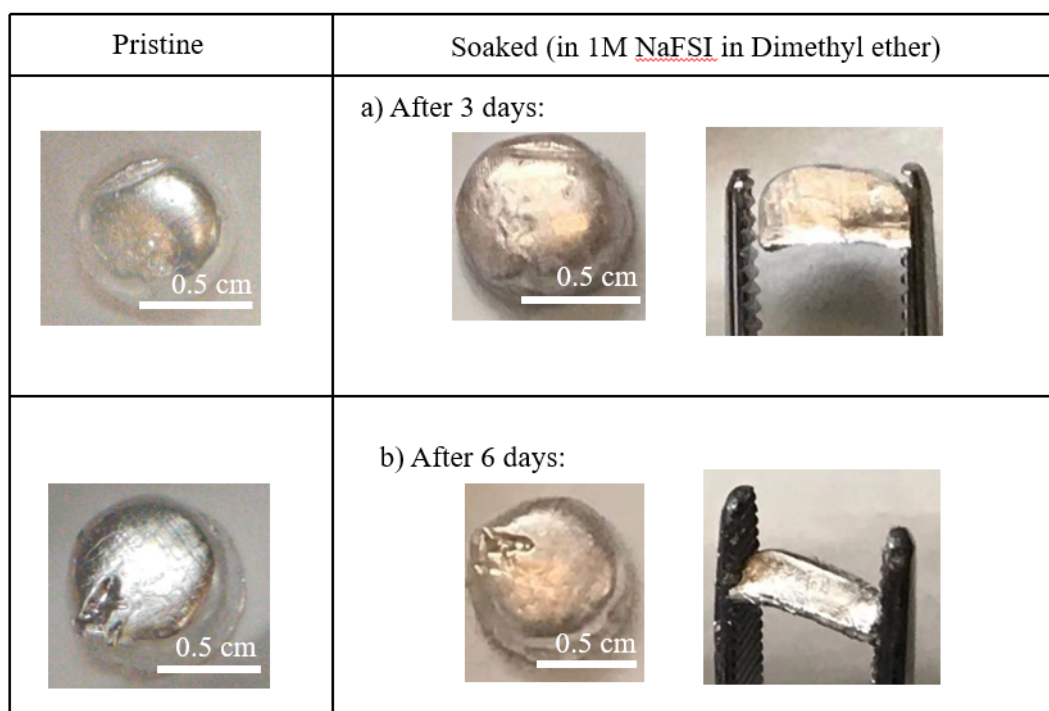 Pristine
Soaked (in 1M NaFSI in Dimethyl ether)
a) After 3 days:
0.5 cm
0.5 cm
b) After 6 days:
0.5 cm
0.5 cm